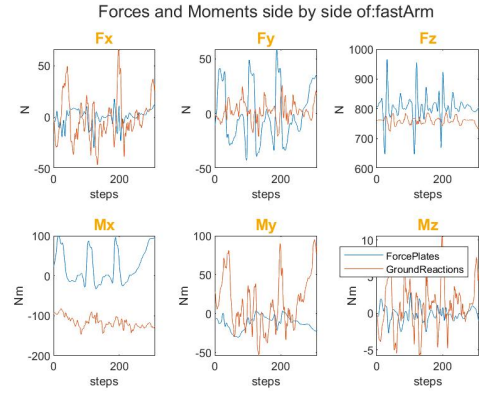 Forces and Moments side by side of:fastArm
Fx
Fy
Fz
50
0
-50
N
0
200
steps
50
0
-50
N
0
200
steps
1000
900
800
700
600
N
0
200
steps
Mx
My
Mz
100
0
-100
-200
Nm
0
200
steps
100
50
0
-50
Nm
0
200
steps
10
5
0
-5
Nm
0
200
steps
ForcePlates
GroundReactions